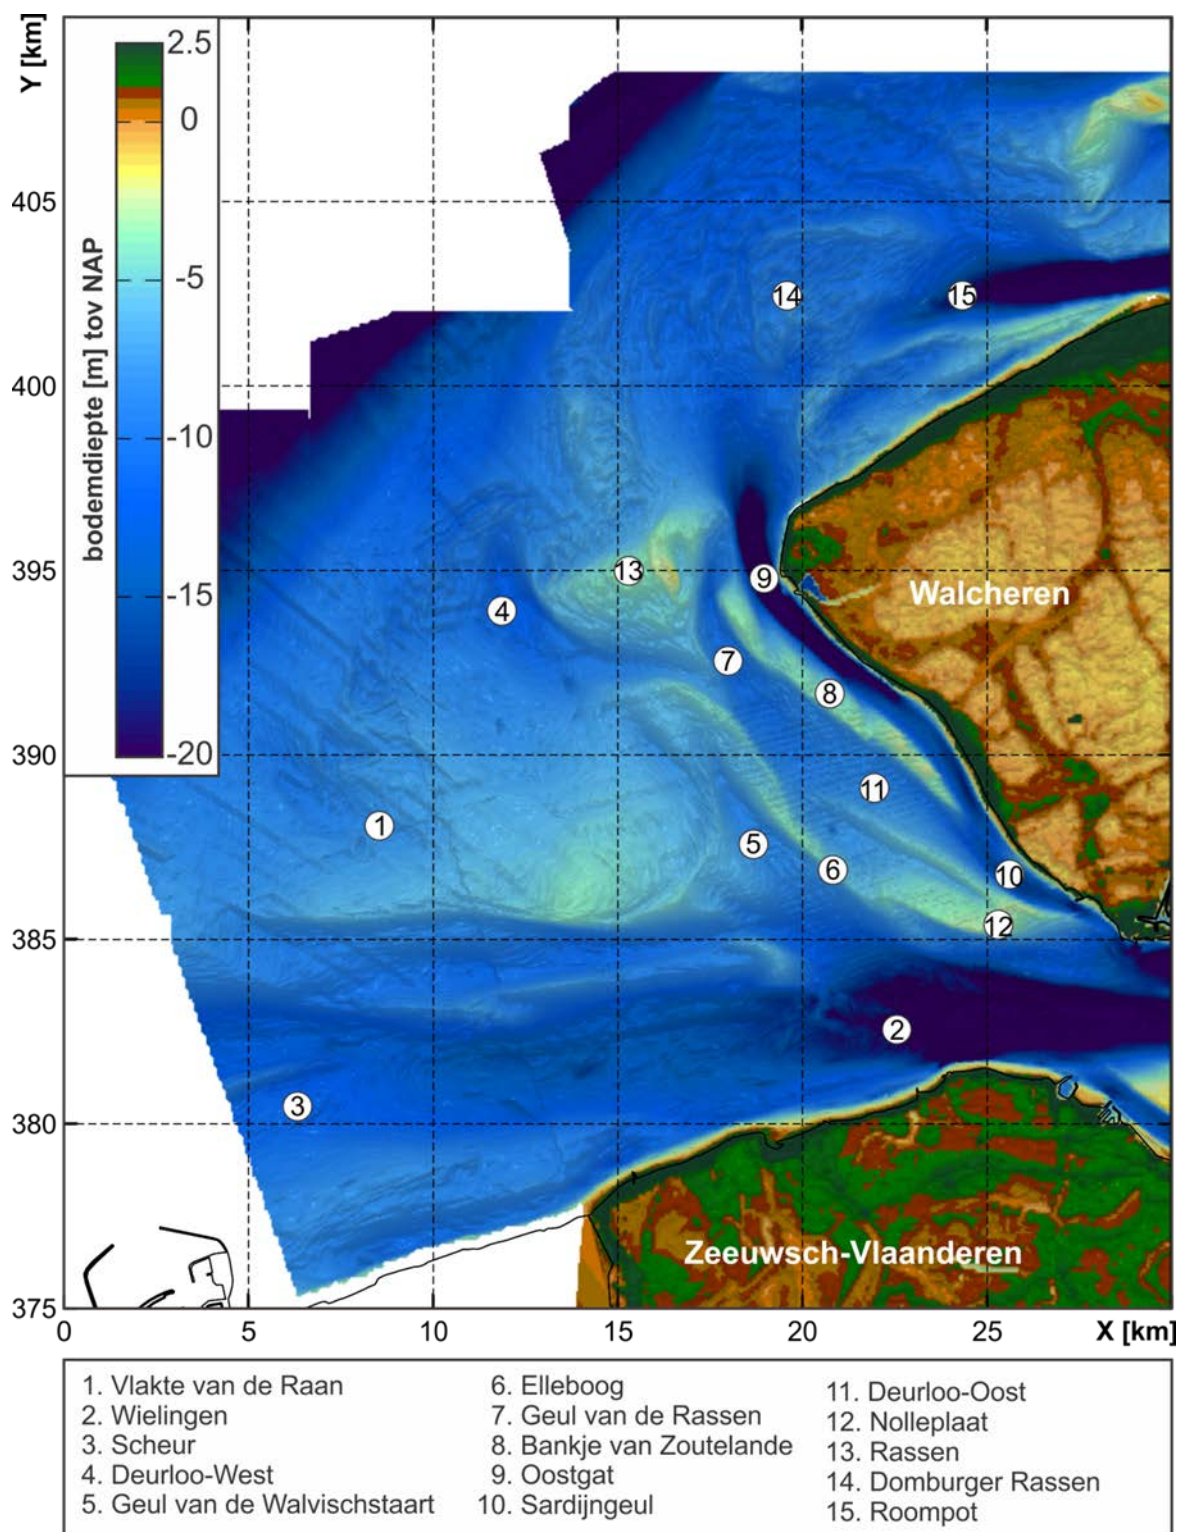 Y [km]
2.5
0
-5
-10
-15
-20
bodemdiepte [m] tov NAP
405
400
395
390
385
380
375
0
5
10
15
20
25
X [km]
14
15
13
9
4
7
8
11
1
5
6
10
12
2
3
Walcheren
Zeeuwsch-Vlaanderen
1. Vlakte van de Raan
2. Wielingen
3. Scheur
4. Deurloo-West
5. Geul van de Walvischstaart
6. Elleboog
7. Geul van de Rassen
8. Bankje van Zoutelande
9. Oostgat
10. Sardijngeul
11. Deurloo-Oost
12. Nolleplaat
13. Rassen
14. Domburger Rassen
15. Roompot